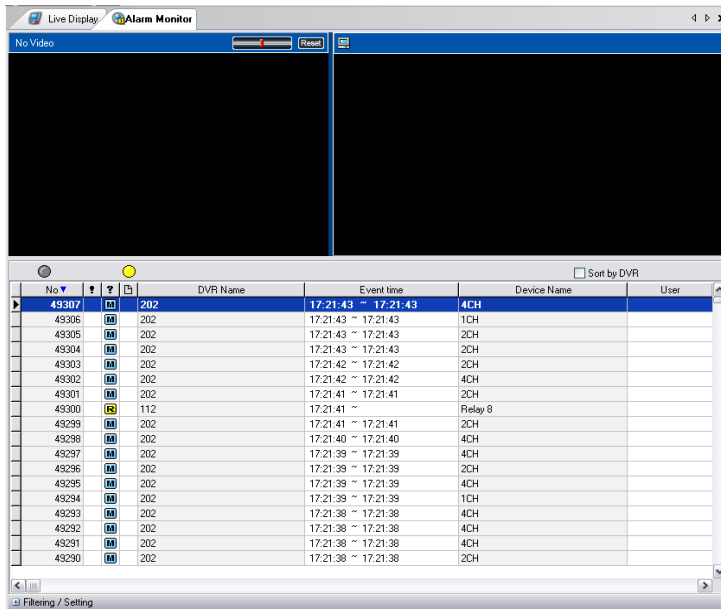 Live Display Alarm Monitor
No Video Reset
Sort by DVR
No ! ? DVR Name Event time Device Name User
49307 M 202 17:21:43 ~ 17:21:43 4CH
49306 M 202 17:21:43 ~ 17:21:43 1CH
49305 M 202 17:21:43 ~ 17:21:43 2CH
49304 M 202 17:21:43 ~ 17:21:43 2CH
49303 M 202 17:21:42 ~ 17:21:42 2CH
49302 M 202 17:21:42 ~ 17:21:42 4CH
49301 M 202 17:21:41 ~ 17:21:41 2CH
49300 R 112 17:21:41 ~ Relay 8
49299 M 202 17:21:41 ~ 17:21:41 2CH
49298 M 202 17:21:40 ~ 17:21:40 4CH
49297 M 202 17:21:39 ~ 17:21:39 4CH
49296 M 202 17:21:39 ~ 17:21:39 2CH
49295 M 202 17:21:39 ~ 17:21:39 4CH
49294 M 202 17:21:39 ~ 17:21:39 1CH
49293 M 202 17:21:38 ~ 17:21:38 4CH
49292 M 202 17:21:38 ~ 17:21:38 4CH
49291 M 202 17:21:38 ~ 17:21:38 4CH
49290 M 202 17:21:38 ~ 17:21:38 2CH
Filtering / Setting